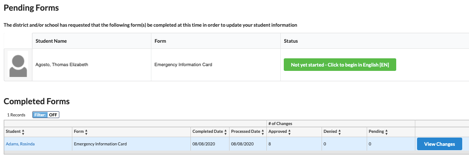 Pending Forms
The district and/or school has requested that the following form(s) be completed at this time in order to update your student information
Student Name Form Status
Agosto, Thomas Elizabeth Emergency Information Card Not yet started - Click to begin in English [EN]
Completed Forms
1 Records Filter OFF
# of Changes
Student Form Completed Date Processed Date Approved Denied Pending
Adams, Rosinda Emergency Information Card 08/08/2020 08/08/2020 8 0 0 View Changes